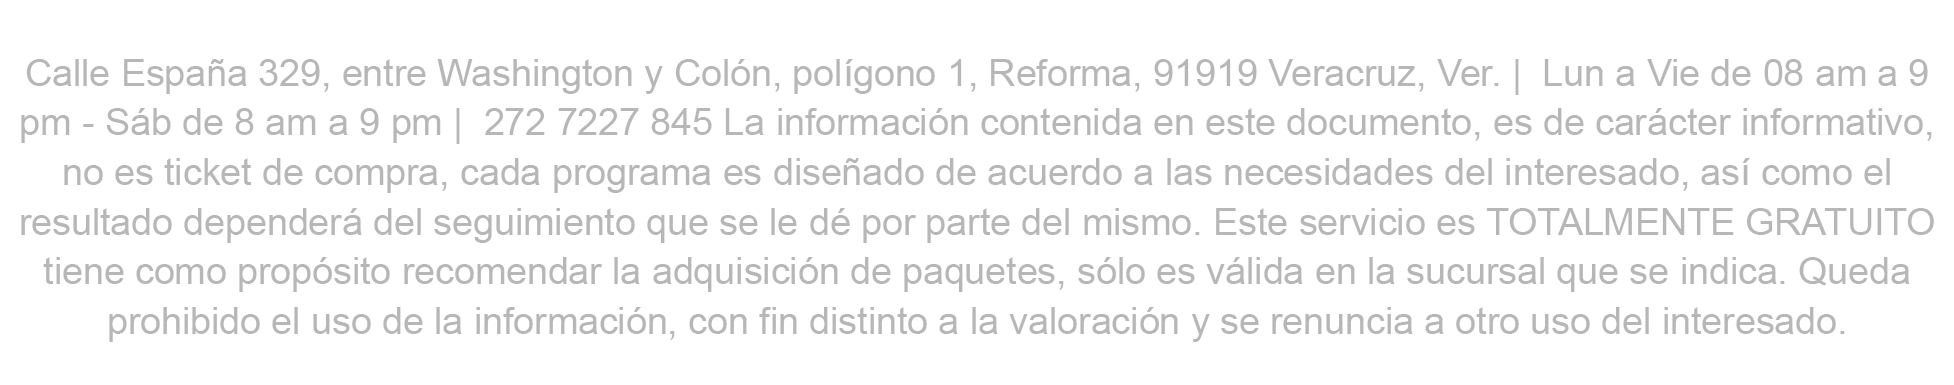 Calle España 329, entre Washington y Colón, polígono 1, Reforma, 91919 Veracruz, Ver. |  Lun a Vie de 08 am a 9
pm - Sáb de 8 am a 9 pm |  272 7227 845 La información contenida en este documento, es de carácter informativo,
no es ticket de compra, cada programa es diseñado de acuerdo a las necesidades del interesado, así como el
resultado dependerá del seguimiento que se le dé por parte del mismo. Este servicio es TOTALMENTE GRATUITO
tiene como propósito recomendar la adquisición de paquetes, sólo es válida en la sucursal que se indica. Queda
prohibido el uso de la información, con fin distinto a la valoración y se renuncia a otro uso del interesado.